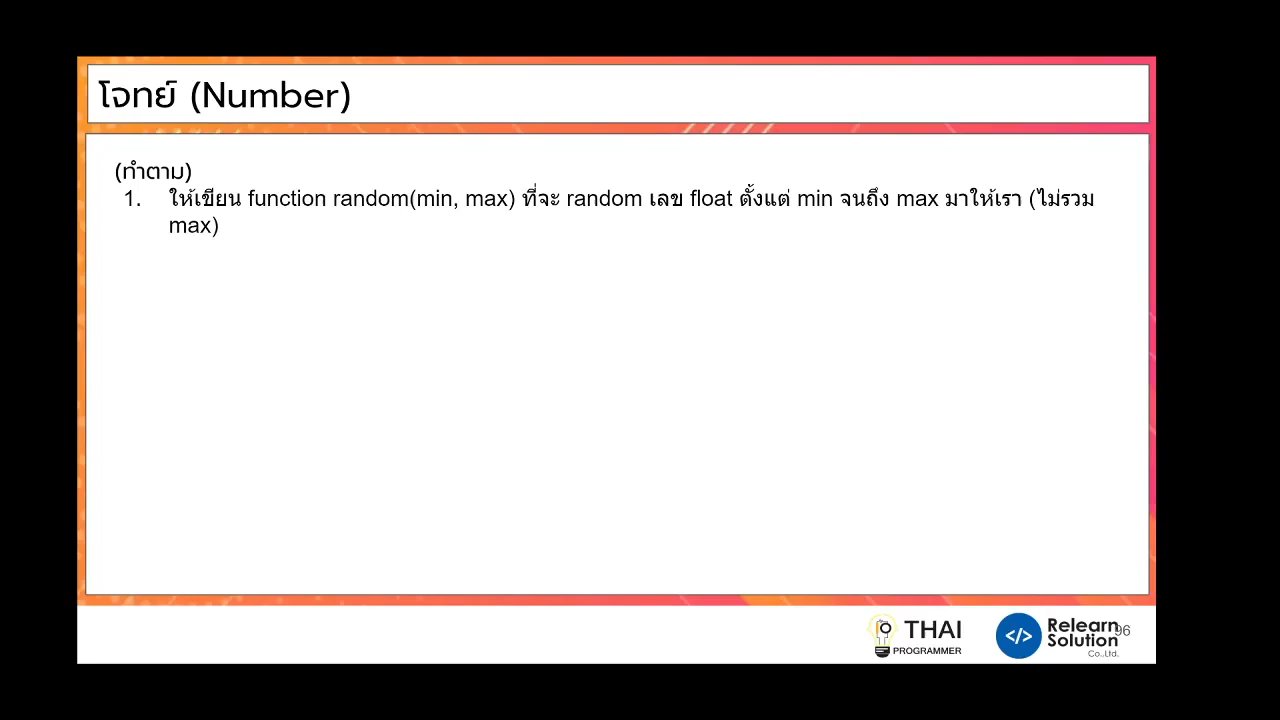 โจทย์ (Number)
(ทำตาม)
1. ให้เขียน function random(min, max) ที่จะ random เลข float ตั้งแต่ min จนถึง max มาให้เรา (ไม่รวม
max)
THAI
PROGRAMMER
</>
Relearn
Solution
Co.,Ltd.
96